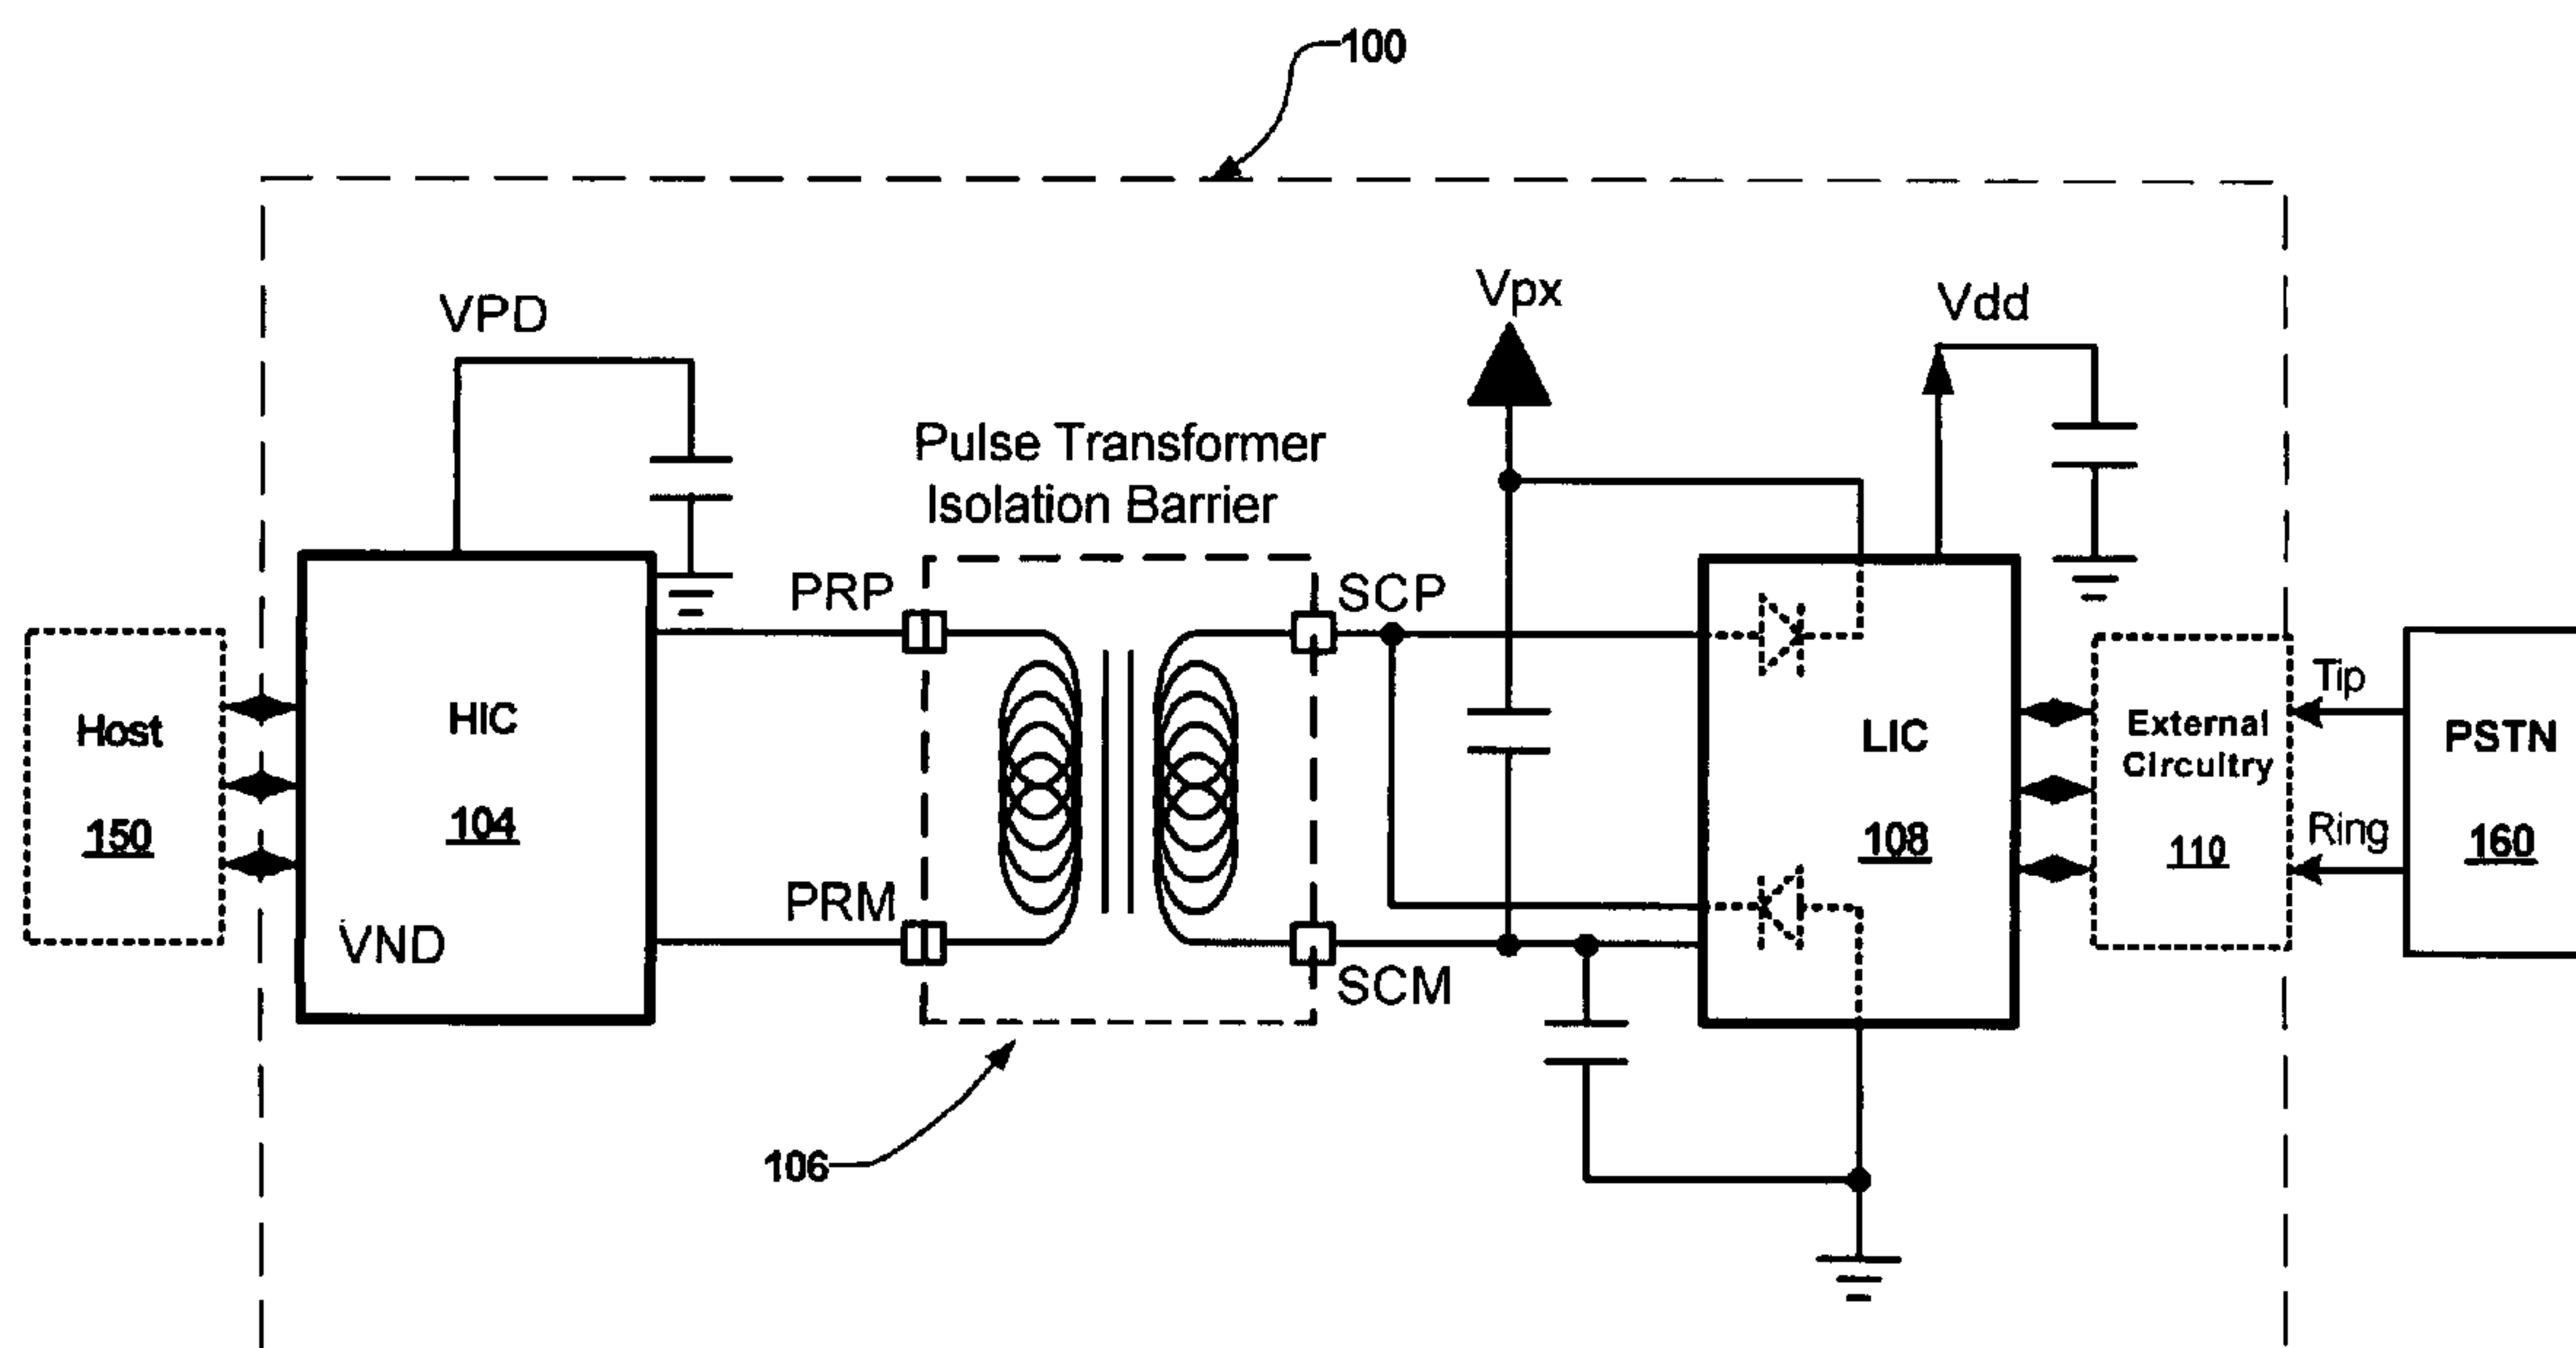 100
VPD
Vpx
Vdd
Pulse Transformer
Isolation Barrier
PRP
SCP
Host
150
HIC
104
VND
PRM
SCM
LIC
108
External
Circuitry
110
Tip
Ring
PSTN
160
106